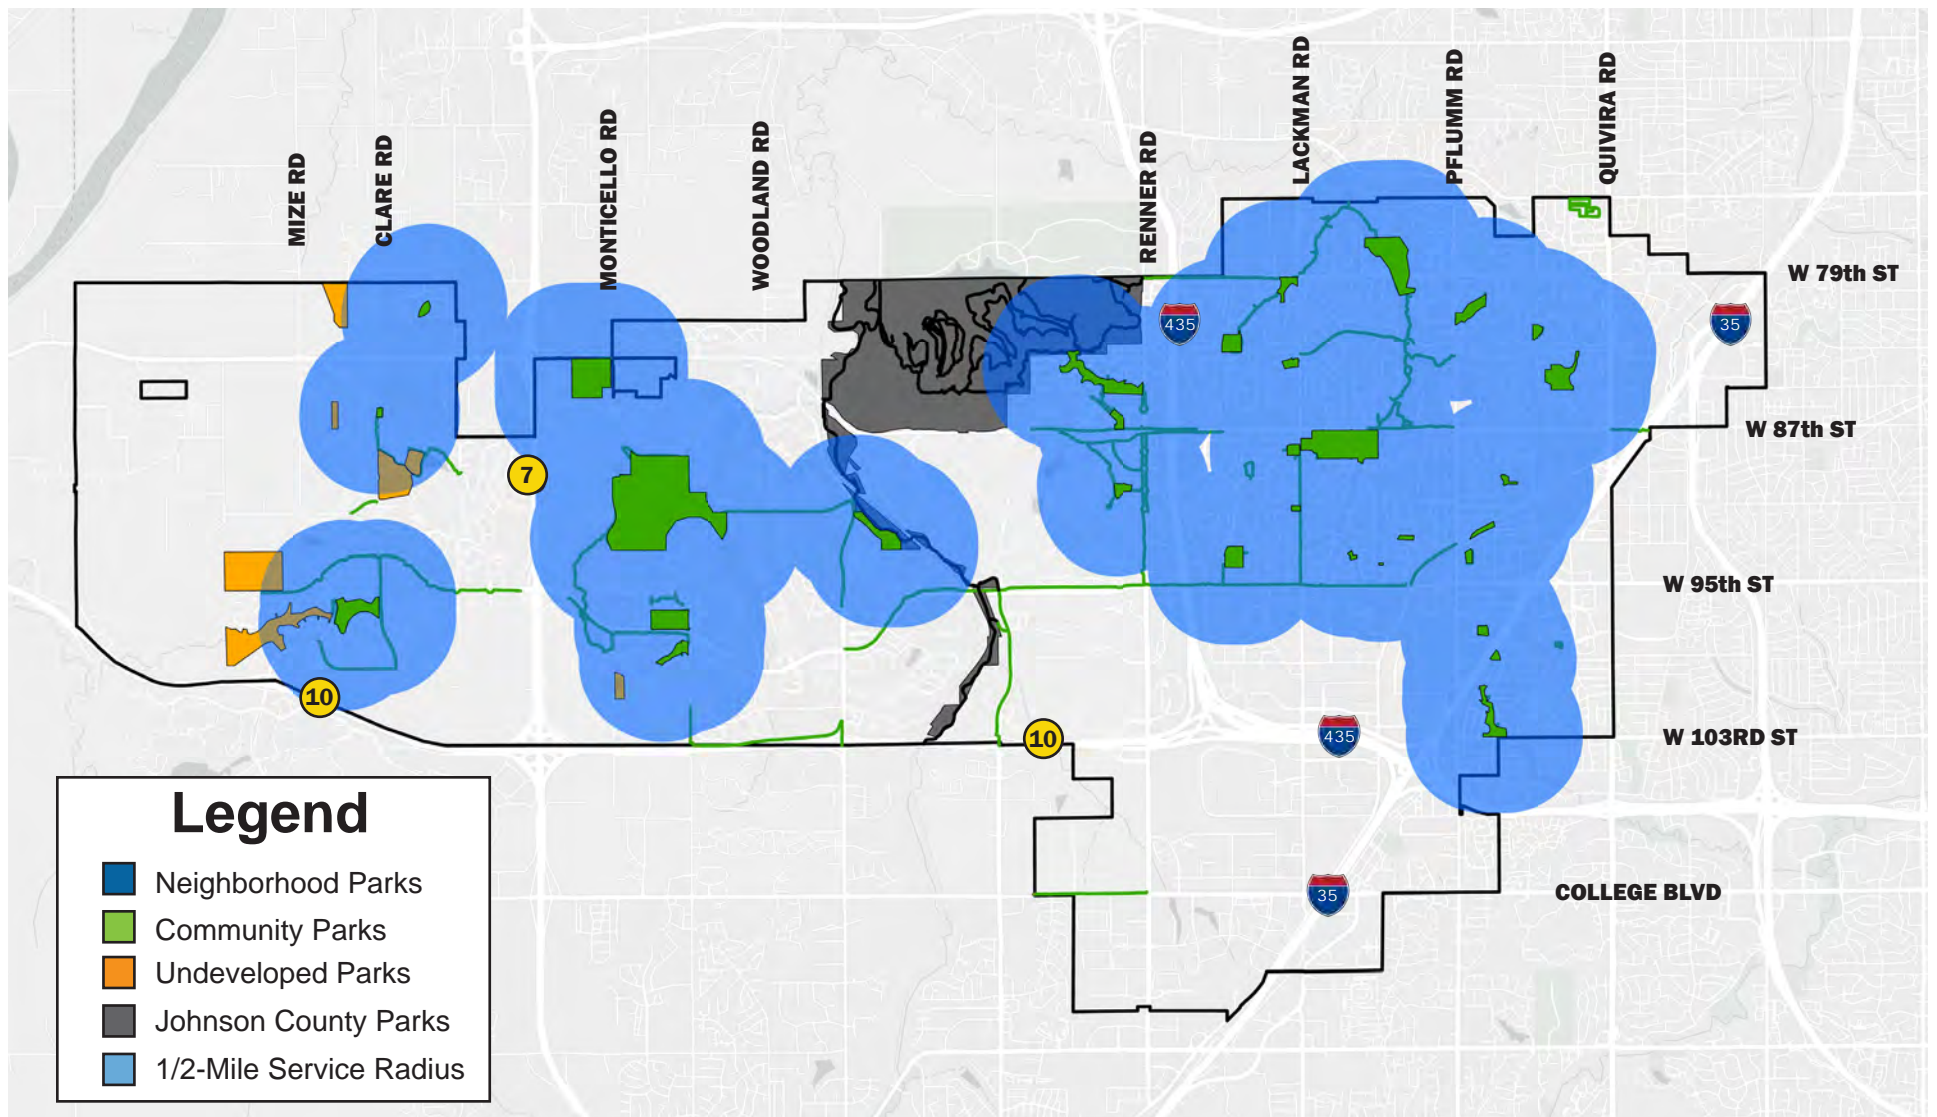 MIZE RD
CLARE RD
MONTICELLO RD
WOODLAND RD
RENNER RD
LACKMAN RD
PFLUMM RD
QUIVIRA RD
W 79th ST
435
35
W 87th ST
7
W 95th ST
10
10
435
W 103RD ST
35
COLLEGE BLVD
Legend
Neighborhood Parks
Community Parks
Undeveloped Parks
Johnson County Parks
1/2-Mile Service Radius